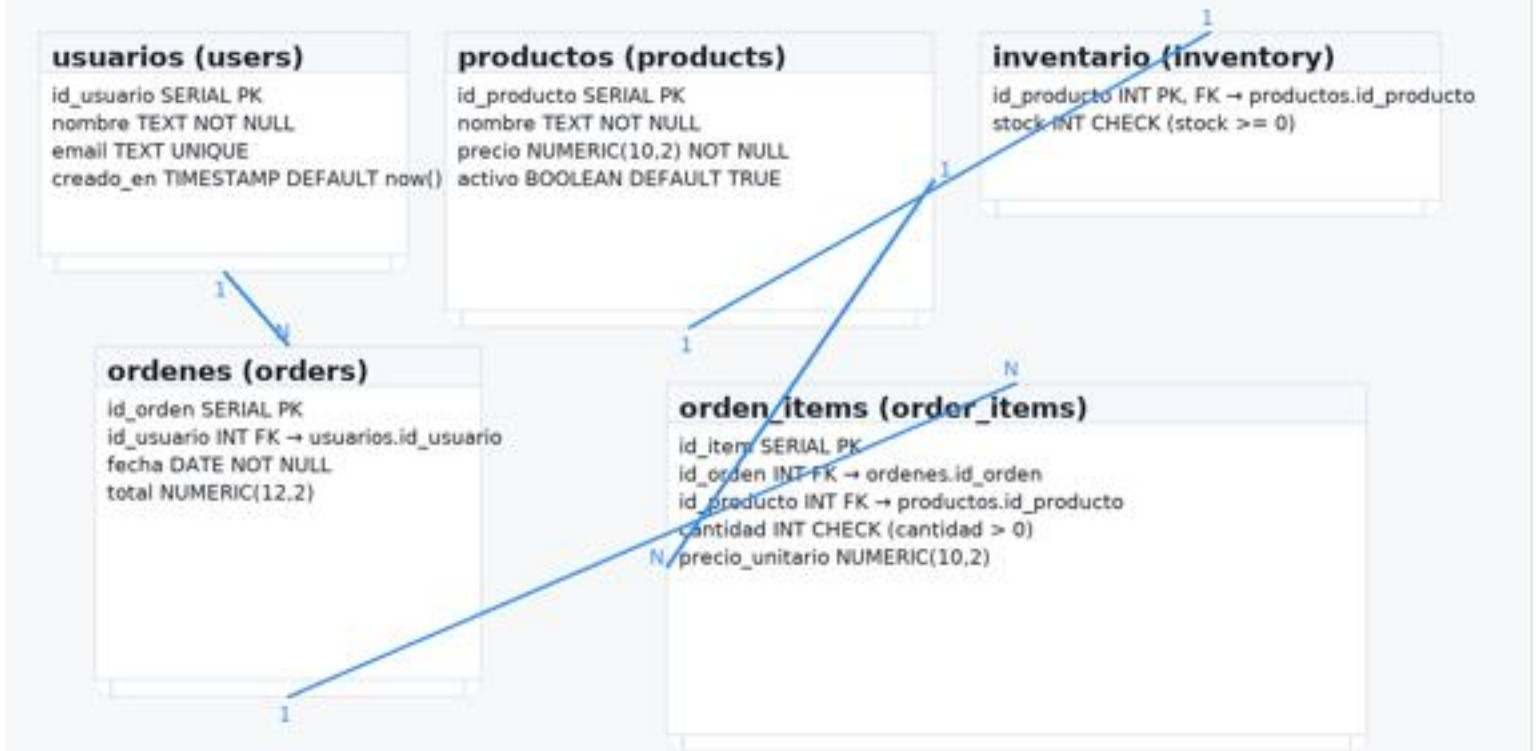 usuarios (users)
id_usuario SERIAL PK
nombre TEXT NOT NULL
email TEXT UNIQUE
creado_en TIMESTAMP DEFAULT now()
1
productos (products)
id_producto SERIAL PK
nombre TEXT NOT NULL
precio NUMERIC(10,2) NOT NULL
activo BOOLEAN DEFAULT TRUE
1
1
1
inventario (inventory)
id_producto INT PK, FK → productos.id_producto
stock INT CHECK (stock >= 0)
N
ordenes (orders)
id_orden SERIAL PK
id_usuario INT FK → usuarios.id_usuario
fecha DATE NOT NULL
total NUMERIC(12,2)
1
N
orden_items (order_items)
id_item SERIAL PK
id_orden INT FK → ordenes.id_orden
id_producto INT FK → productos.id_producto
cantidad INT CHECK (cantidad > 0)
N
precio_unitario NUMERIC(10,2)